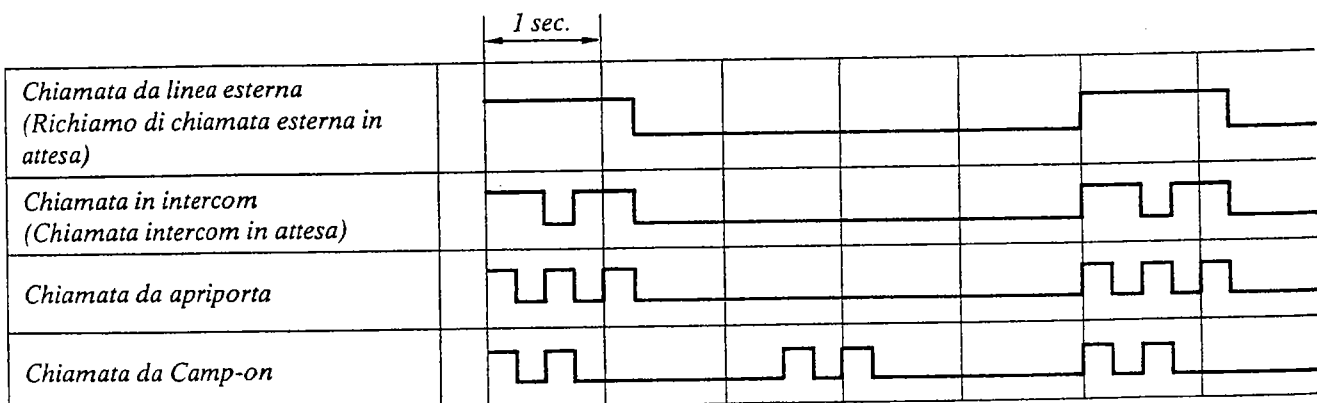 1 sec.
Chiamata da linea esterna
(Richiamo di chiamata esterna in
attesa)
Chiamata in intercom
(Chiamata intercom in attesa)
Chiamata da apriporta
Chiamata da Camp-on